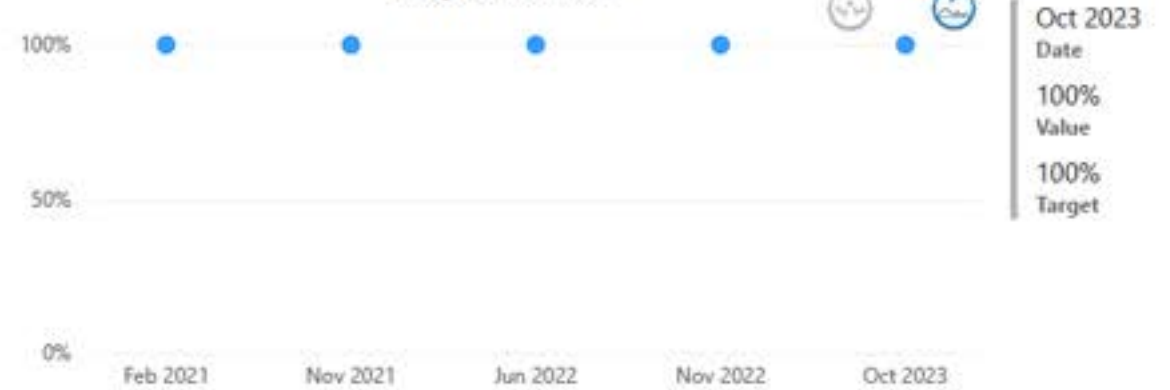 Oct 2023
Date
100%
Value
100%
Target
100%
50%
0%
Feb 2021
Nov 2021
Jun 2022
Nov 2022
Oct 2023